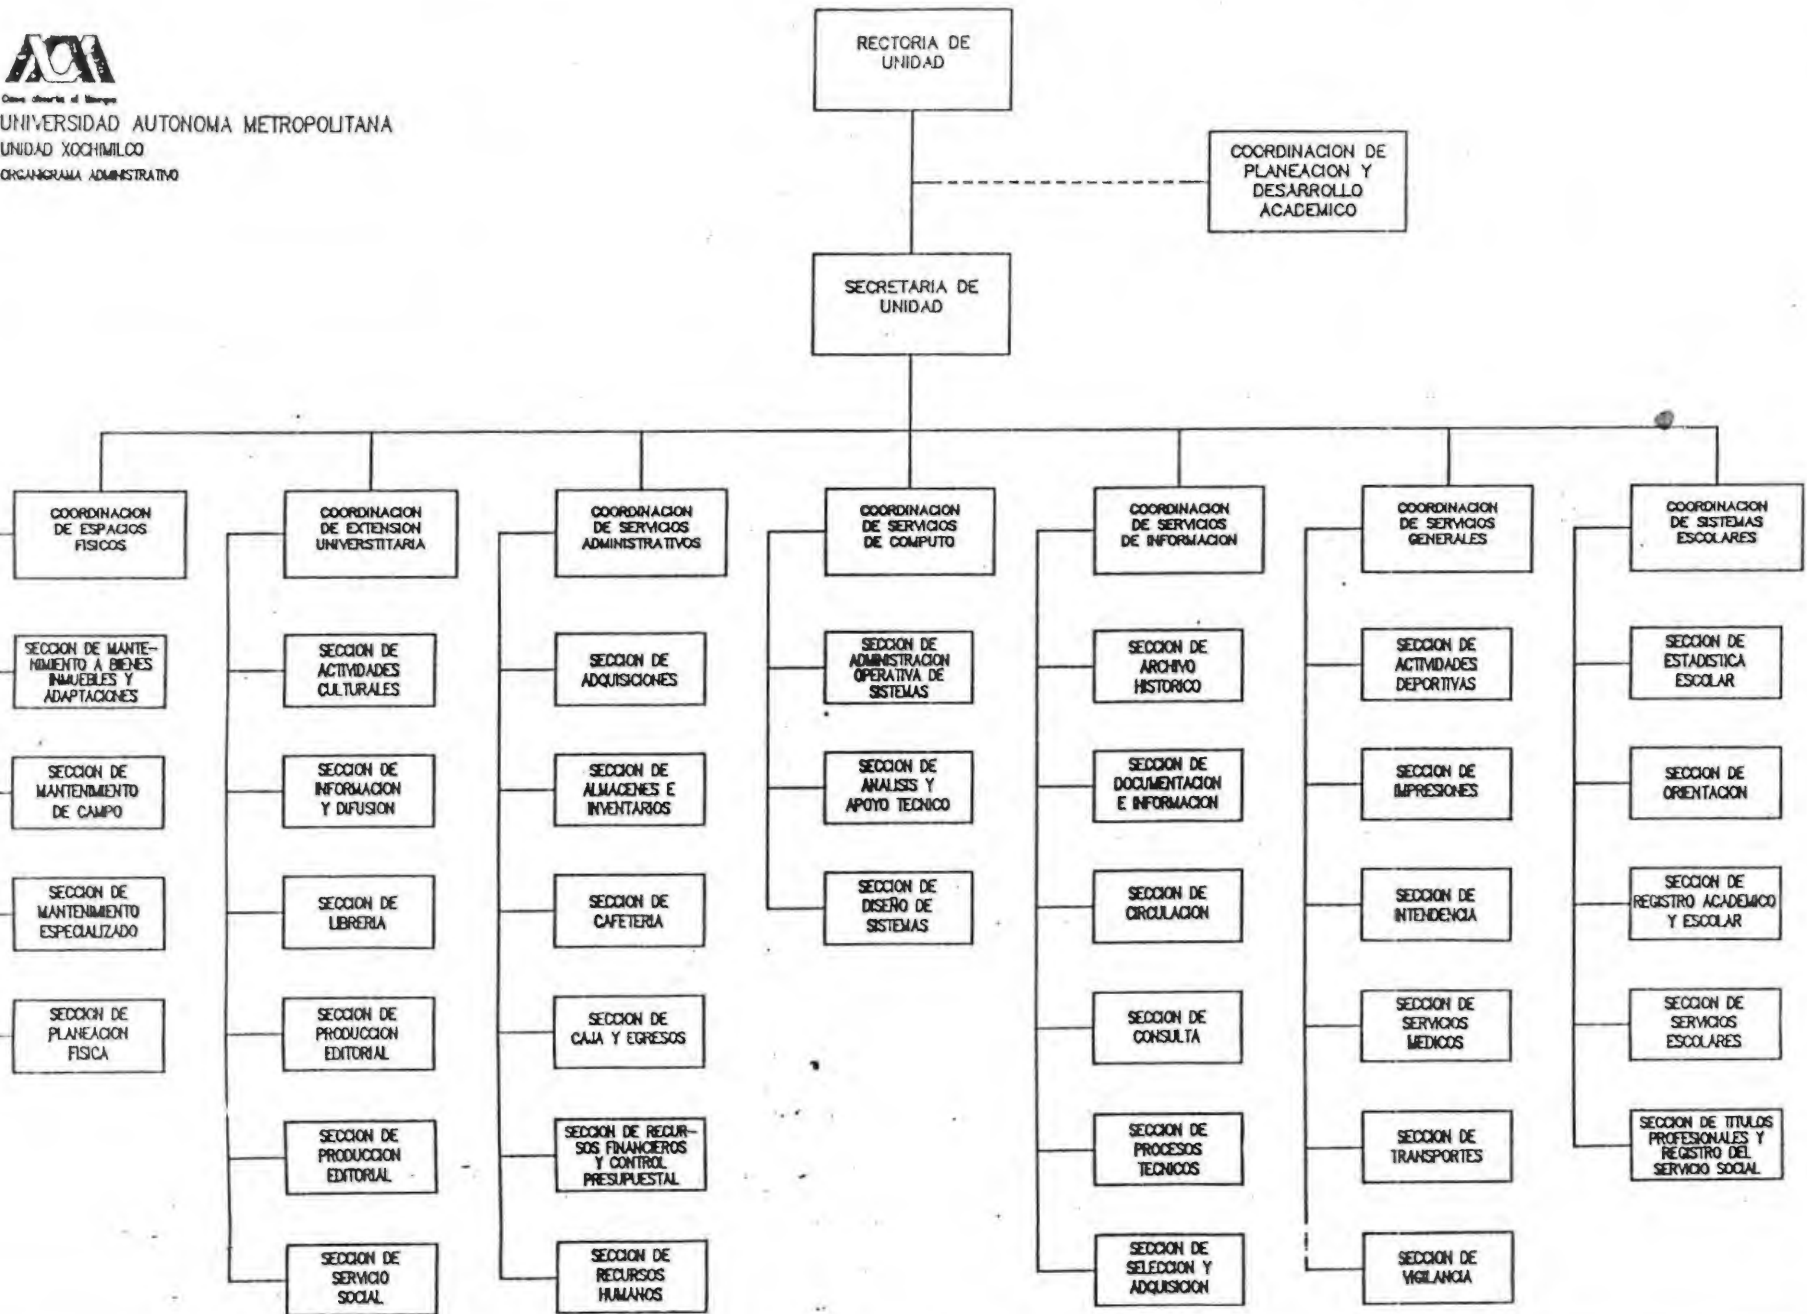 Casa abierta al tiempo
UNIVERSIDAD AUTONOMA METROPOLITANA
UNIDAD XOCHIMILCO
ORGANIGRAMA ADMINISTRATIVO
RECTORIA DE
UNIDAD
COORDINACION DE
PLANEACION Y
DESARROLLO
ACADEMICO
SECRETARIA DE
UNIDAD
COORDINACION
DE ESPACIOS
FISICOS
SECCION DE MANTE-
NIMIENTO A BIENES
INMUEBLES Y
ADAPTACIONES
SECCION DE
MANTENIMIENTO
DE CAMPO
SECCION DE
MANTENIMIENTO
ESPECIALIZADO
SECCION DE
PLANEACION
FISICA
COORDINACION
DE EXTENSION
UNIVERSTITARIA
SECCION DE
ACTIVIDADES
CULTURALES
SECCION DE
INFORMACION
Y DIFUSION
SECCION DE
LIBRERIA
SECCION DE
PRODUCCION
EDITORIAL
SECCION DE
PRODUCCION
EDITORIAL
SECCION DE
SERVICIO
SOCIAL
COORDINACION
DE SERVICIOS
ADMINISTRATIVOS
SECCION DE
ADQUISICIONES
SECCION DE
ALMACENES E
INVENTARIOS
SECCION DE
CAFETERIA
SECCION DE
CAJA Y EGRESOS
SECCION DE RECUR-
SOS FINANCIEROS
Y CONTROL
PRESUPUESTAL
SECCION DE
RECURSOS
HUMANOS
COORDINACION
DE SERVICIOS
DE COMPUTO
SECCION DE
ADMINISTRACION
OPERATIVA DE
SISTEMAS
SECCION DE
ANALISIS Y
APOYO TECNICO
SECCION DE
DISEÑO DE
SISTEMAS
COORDINACION
DE SERVICIOS
DE INFORMACION
SECCION DE
ARCHIVO
HISTORICO
SECCION DE
DOCUMENTACION
E INFORMACION
SECCION DE
CIRCULACION
SECCION DE
CONSULTA
SECCION DE
PROCESOS
TECNICOS
SECCION DE
SELECCION Y
ADQUISICION
COORDINACION
DE SERVICIOS
GENERALES
SECCION DE
ACTIVIDADES
DEPORTIVAS
SECCION DE
IMPRESIONES
SECCION DE
INTENDENCIA
SECCION DE
SERVICIOS
MEDICOS
SECCION DE
TRANSPORTES
SECCION DE
VIGILANCIA
COORDINACION
DE SISTEMAS
ESCOLARES
SECCION DE
ESTADISTICA
ESCOLAR
SECCION DE
ORIENTACION
SECCION DE
REGISTRO ACADEMICO
Y ESCOLAR
SECCION DE
SERVICIOS
ESCOLARES
SECCION DE TITULOS
PROFESIONALES Y
REGISTRO DEL
SERVICIO SOCIAL